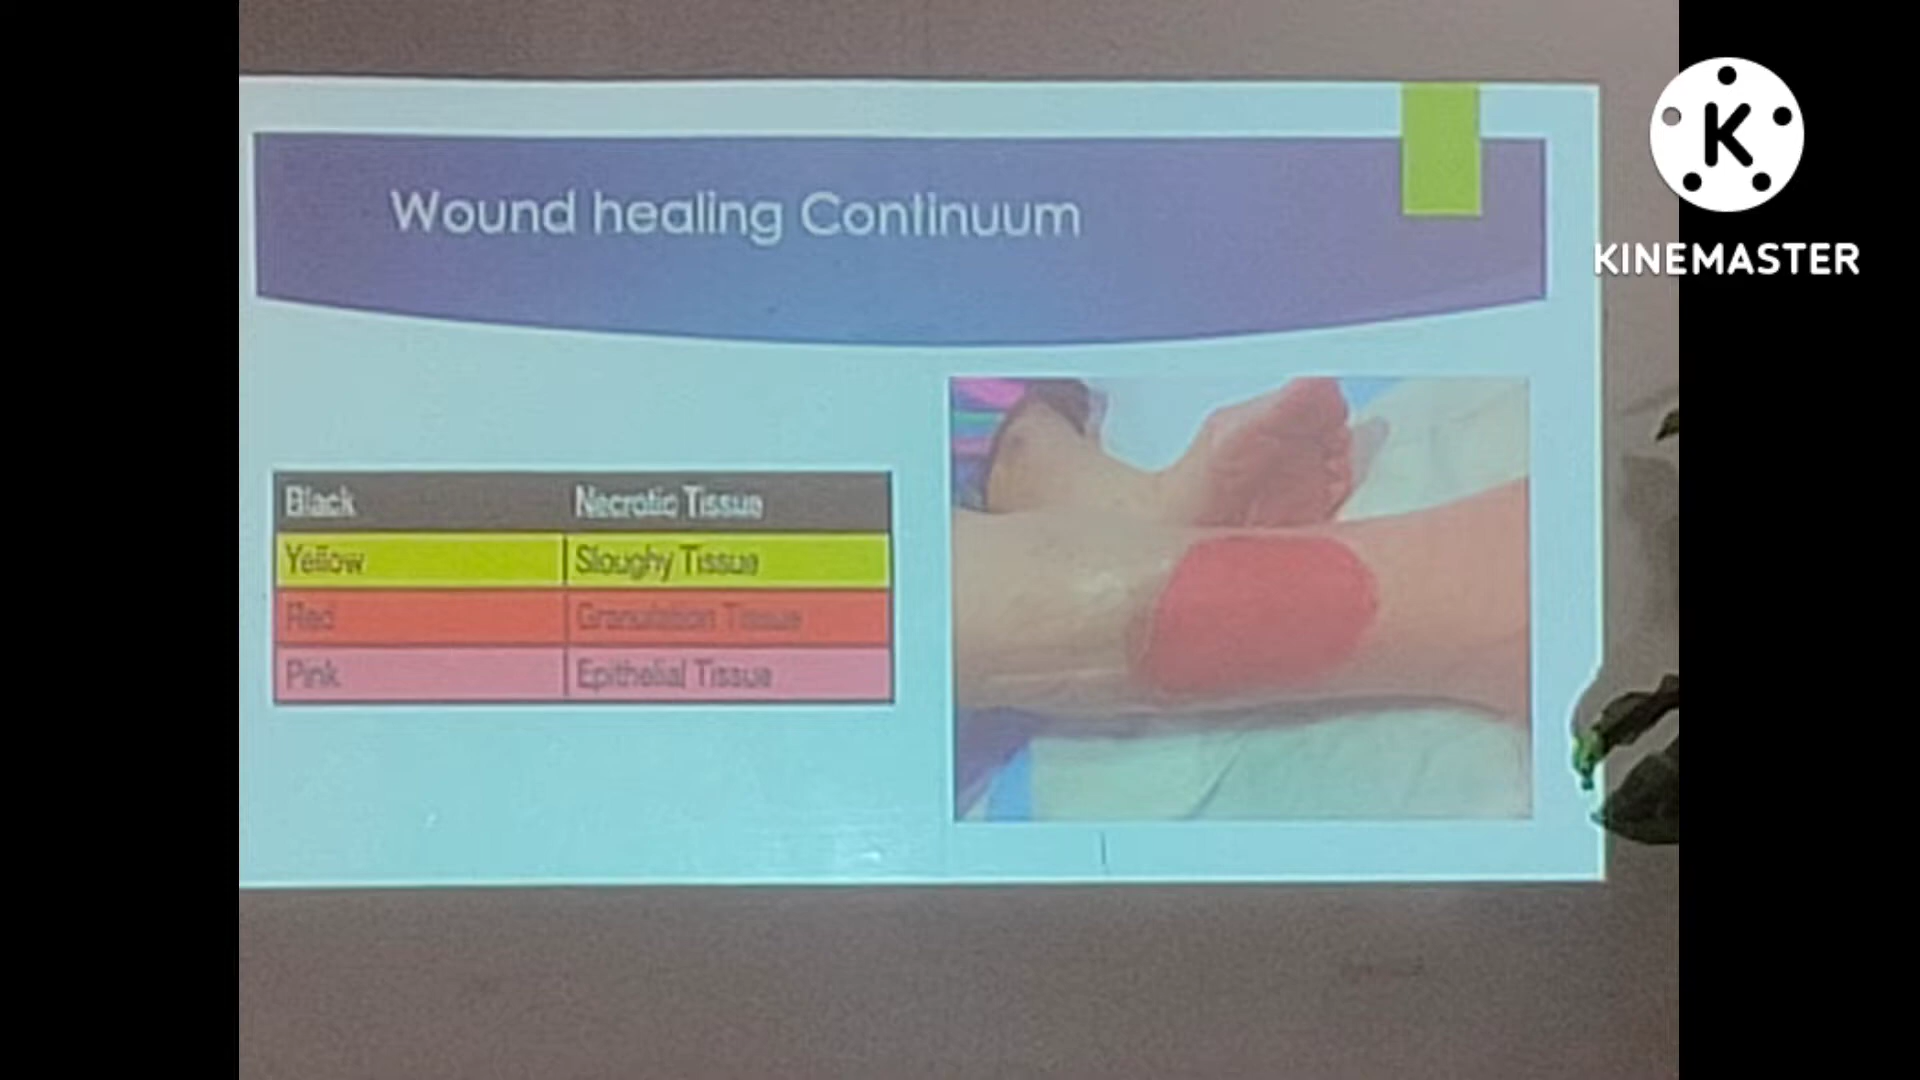 Wound healing Continuum
Black Necrotic Tissue
Yellow Sloughy Tissue
Red Granulation Tissue
Pink Epithelial Tissue
K
KINEMASTER